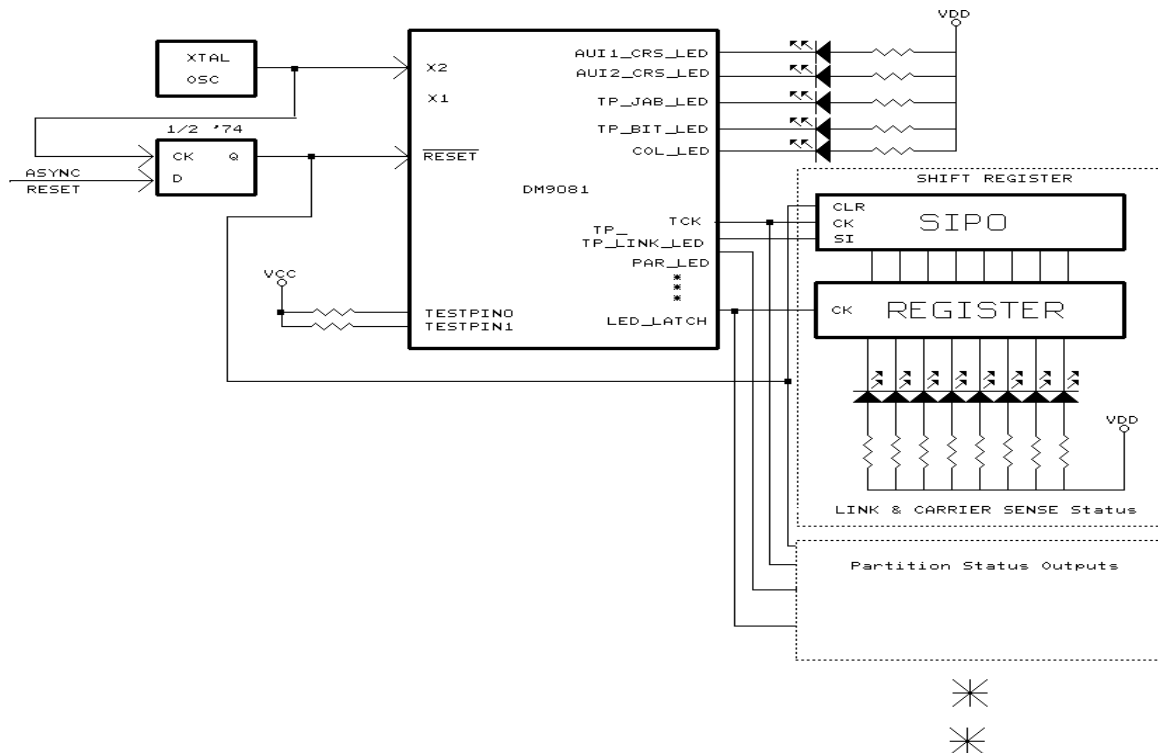 VDD
XTAL
OSC
1/2 '74
CK Q
D
ASYNC
RESET
X2
X1
RESET
DM9081
VCC
TESTPIN0
TESTPIN1
AUI1_CRS_LED
AUI2_CRS_LED
TP_JAB_LED
TP_BIT_LED
COL_LED
TCK
TP_
TP_LINK_LED
PAR_LED
*
*
*
LED_LATCH
SHIFT REGISTER
CLR
CK
SI
SIPO
CK
REGISTER
VDD
LINK & CARRIER SENSE Status
Partition Status Outputs
*
*